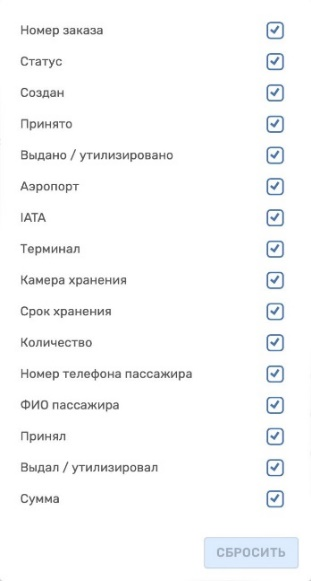 Номер заказа
Статус
Создан
Принято
Выдано / утилизировано
Аэропорт
IATA
Терминал
Камера хранения
Срок хранения
Количество
Номер телефона пассажира
ФИО пассажира
Принял
Выдал / утилизировал
Сумма
СБРОСИТЬ